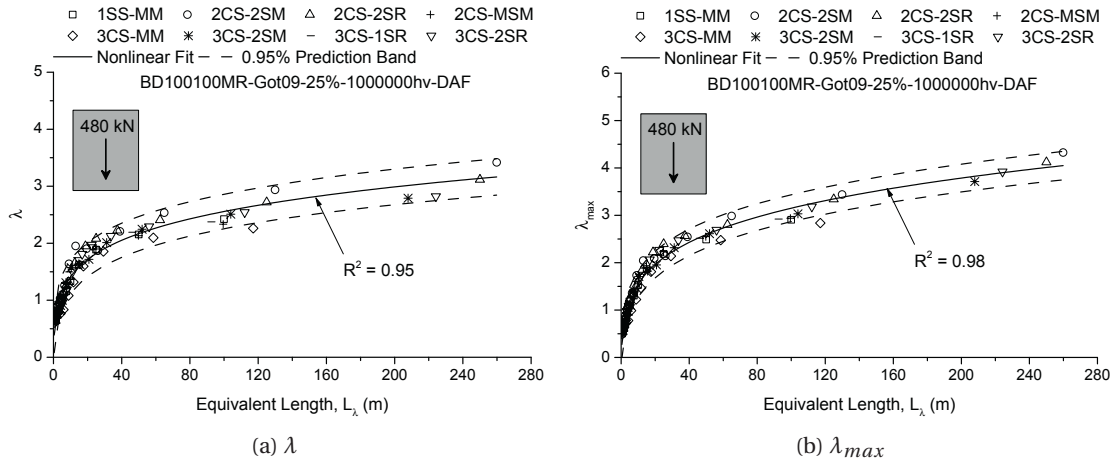 1SS-MM 2CS-2SM 2CS-2SR 2CS-MSM
3CS-MM 3CS-2SM 3CS-1SR 3CS-2SR
Nonlinear Fit 0.95% Prediction Band
BD100100MR-Got09-25%-1000000hv-DAF
480 kN
R² = 0.95
5
4
3
2
1
0
λ
0 40 80 120 160 200 240 280
Equivalent Length, Lλ (m)
(a) λ
1SS-MM 2CS-2SM 2CS-2SR 2CS-MSM
3CS-MM 3CS-2SM 3CS-1SR 3CS-2SR
Nonlinear Fit 0.95% Prediction Band
BD100100MR-Got09-25%-1000000hv-DAF
480 kN
R² = 0.98
6
5
4
3
2
1
0
λmax
0 40 80 120 160 200 240 280
Equivalent Length, Lλ (m)
(b) λmax